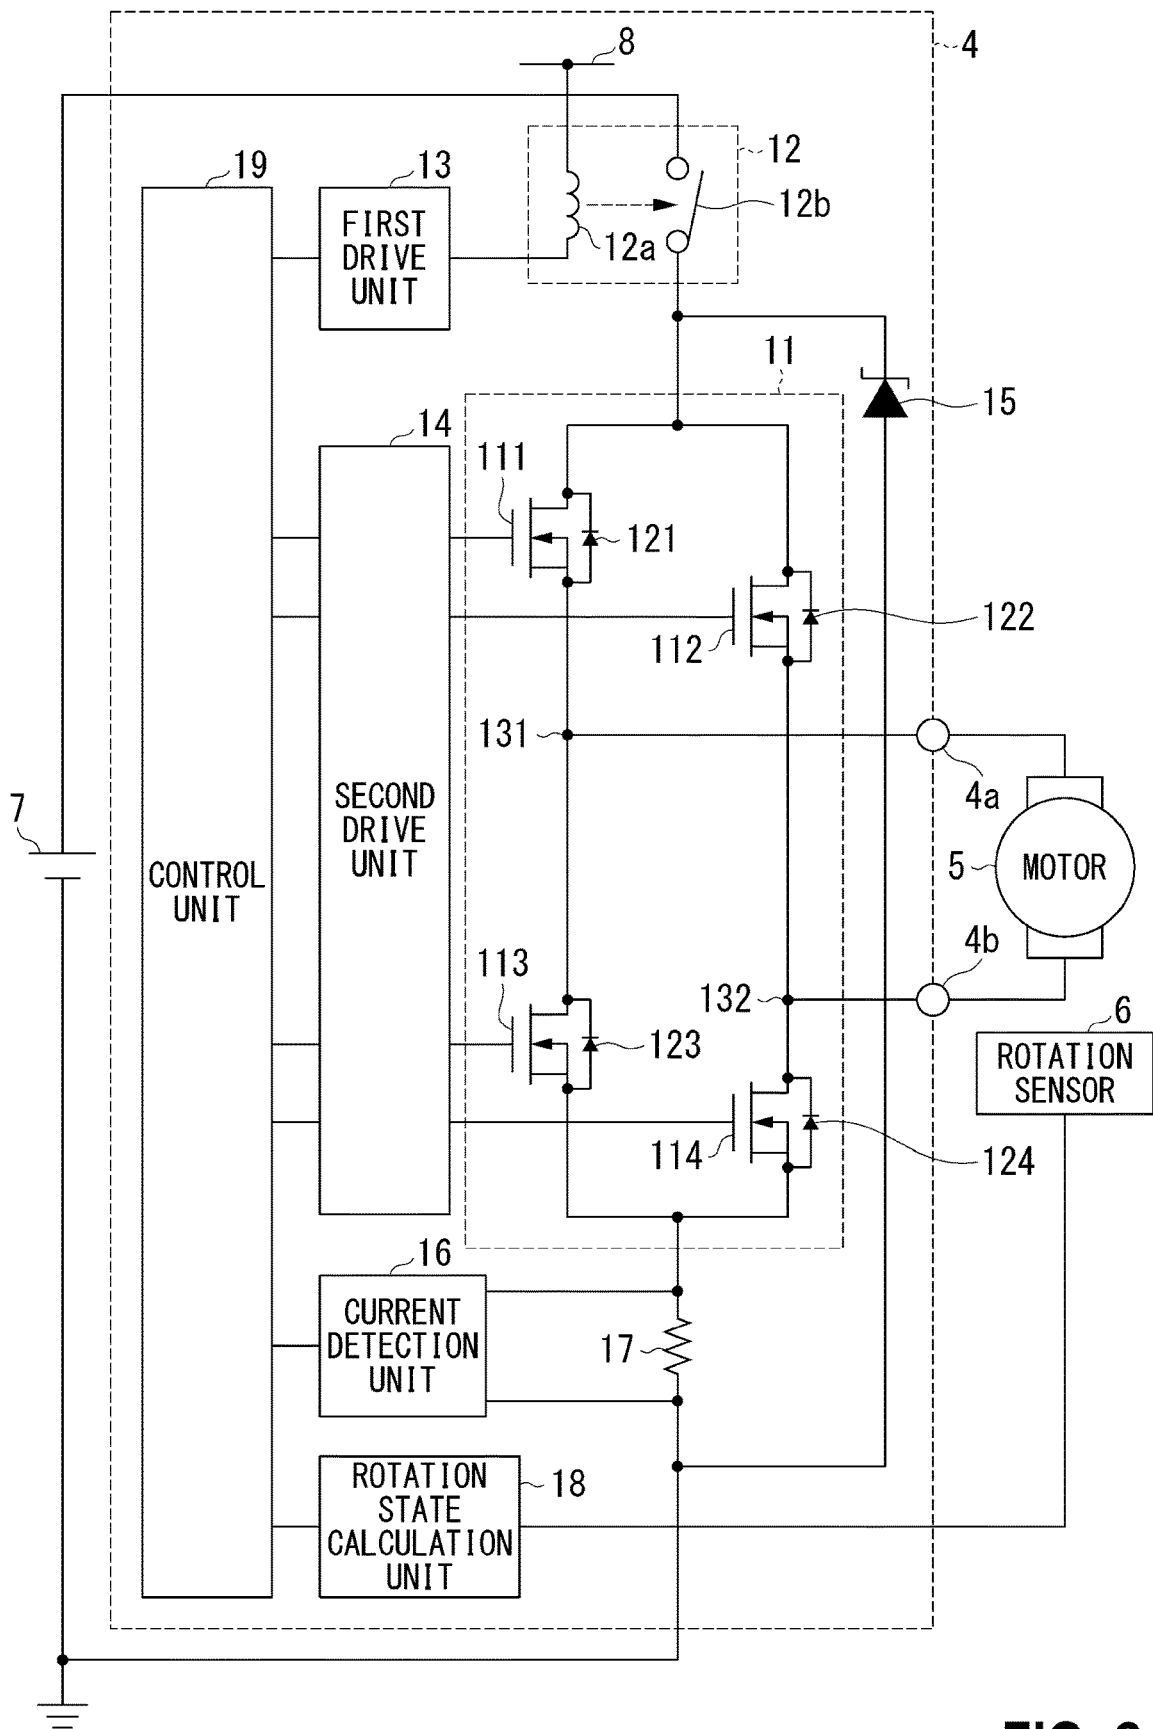 8
4
12
19
13
12b
FIRST
DRIVE
UNIT
12a
11
15
14
111
121
122
112
131
4a
7
SECOND
DRIVE
UNIT
CONTROL
UNIT
5
MOTOR
4b
113
132
6
123
ROTATION
SENSOR
114
124
16
CURRENT
DETECTION
UNIT
17
ROTATION
STATE
CALCULATION
UNIT
18